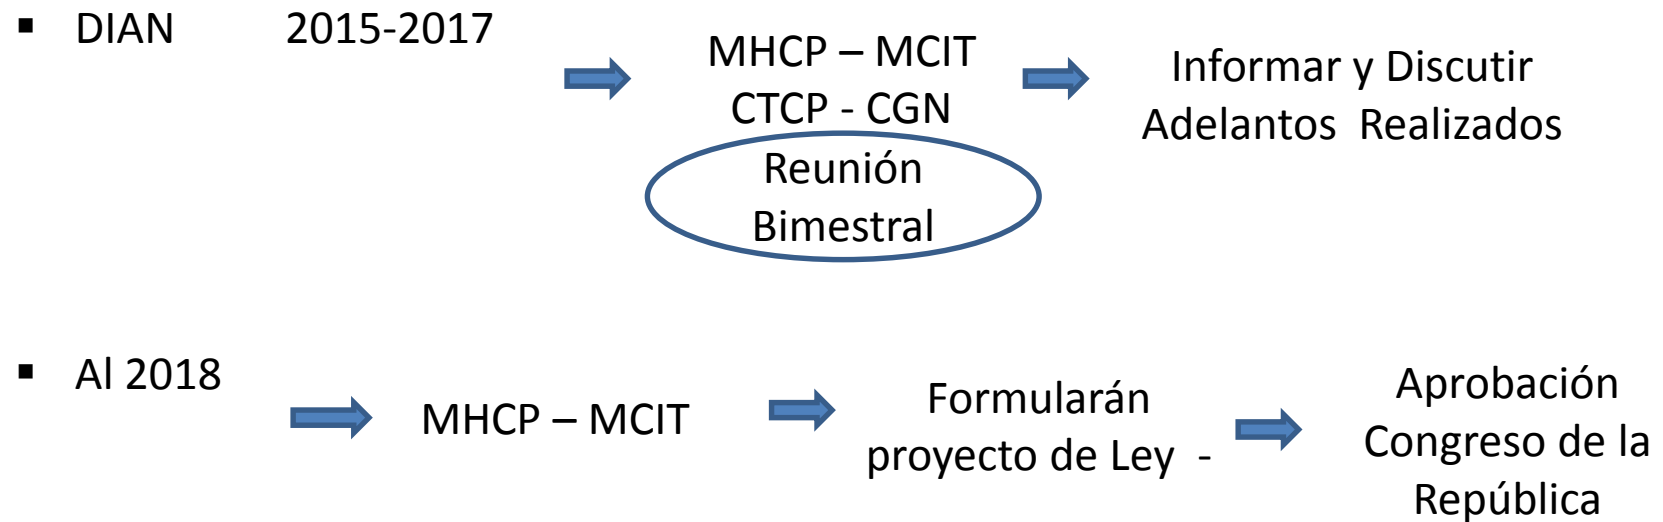 ▪ DIAN 2015-2017
MHCP – MCIT
CTCP - CGN
Reunión
Bimestral
Informar y Discutir
Adelantos Realizados
▪ Al 2018
MHCP – MCIT
Formularán
proyecto de Ley -
Aprobación
Congreso de la
República